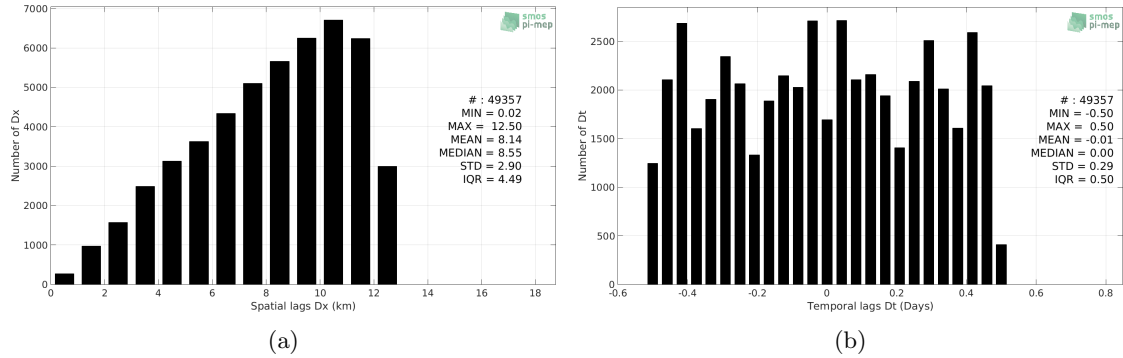 smos
pi-mep
7000
6000
5000
4000
3000
2000
1000
0
Number of Dx
# : 49357
MIN = 0.02
MAX = 12.50
MEAN = 8.14
MEDIAN = 8.55
STD = 2.90
IQR = 4.49
0 2 4 6 8 10 12 14 16 18
Spatial lags Dx (km)
(a)
smos
pi-mep
2500
2000
1500
1000
500
0
Number of Dt
# : 49357
MIN = -0.50
MAX = 0.50
MEAN = -0.01
MEDIAN = 0.00
STD = 0.29
IQR = 0.50
-0.6 -0.4 -0.2 0 0.2 0.4 0.6 0.8
Temporal lags Dt (Days)
(b)